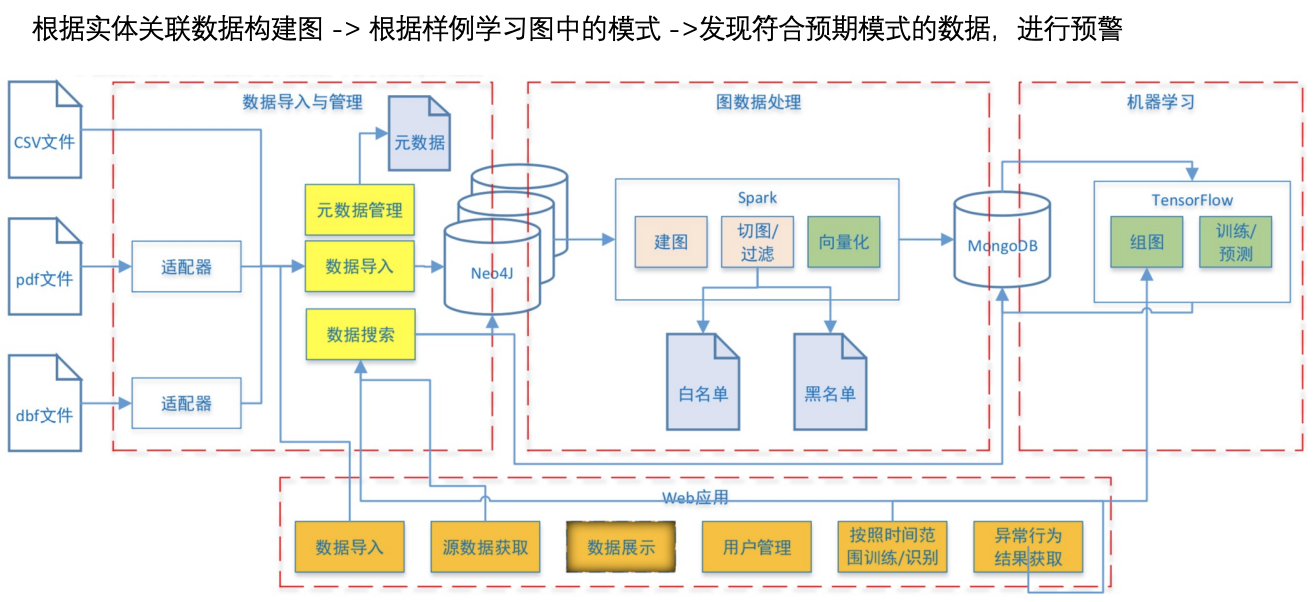 根据实体关联数据构建图 -> 根据样例学习图中的模式 ->发现符合预期模式的数据，进行预警
数据导入与管理
图数据处理
机器学习
CSV文件
元数据
元数据管理
pdf文件
适配器
数据导入
Neo4J
数据搜索
dbf文件
适配器
Spark
建图
切图/
过滤
向量化
白名单
黑名单
MongoDB
TensorFlow
组图
训练/
预测
Web应用
数据导入
源数据获取
数据展示
用户管理
按照时间范
围训练/识别
异常行为
结果获取